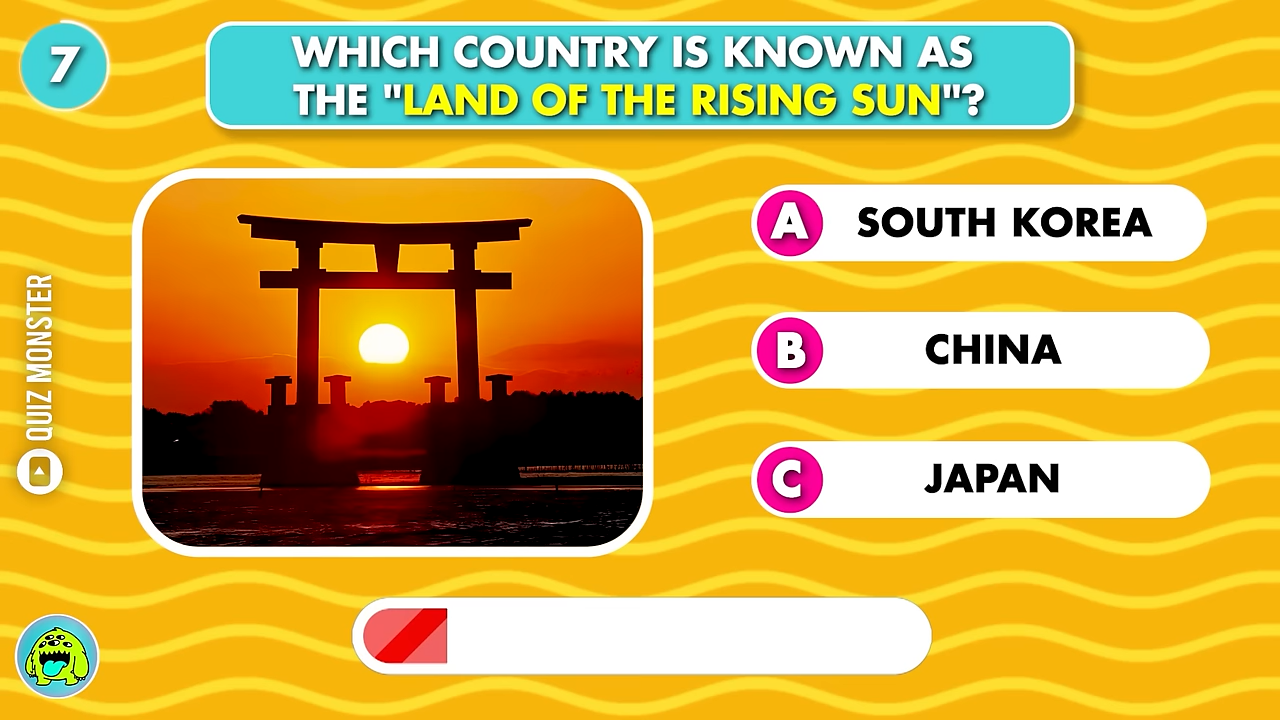 7
WHICH COUNTRY IS KNOWN AS
THE "LAND OF THE RISING SUN"?
A SOUTH KOREA
B CHINA
C JAPAN
QUIZ MONSTER